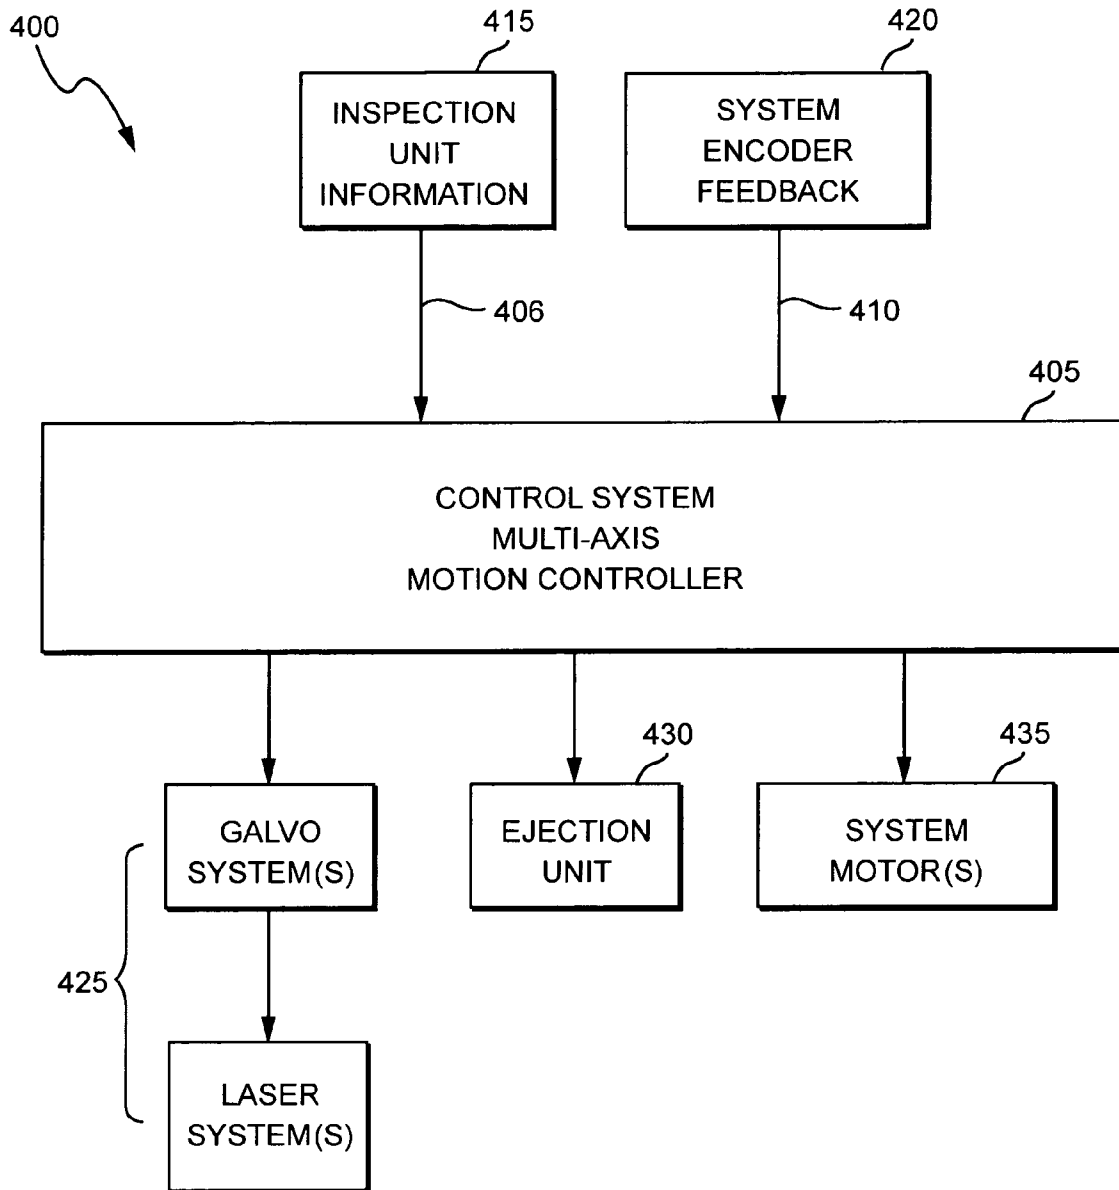 400
415
420
INSPECTION
UNIT
INFORMATION
SYSTEM
ENCODER
FEEDBACK
406
410
405
CONTROL SYSTEM
MULTI-AXIS
MOTION CONTROLLER
430
435
GALVO
SYSTEM(S)
EJECTION
UNIT
SYSTEM
MOTOR(S)
425
LASER
SYSTEM(S)